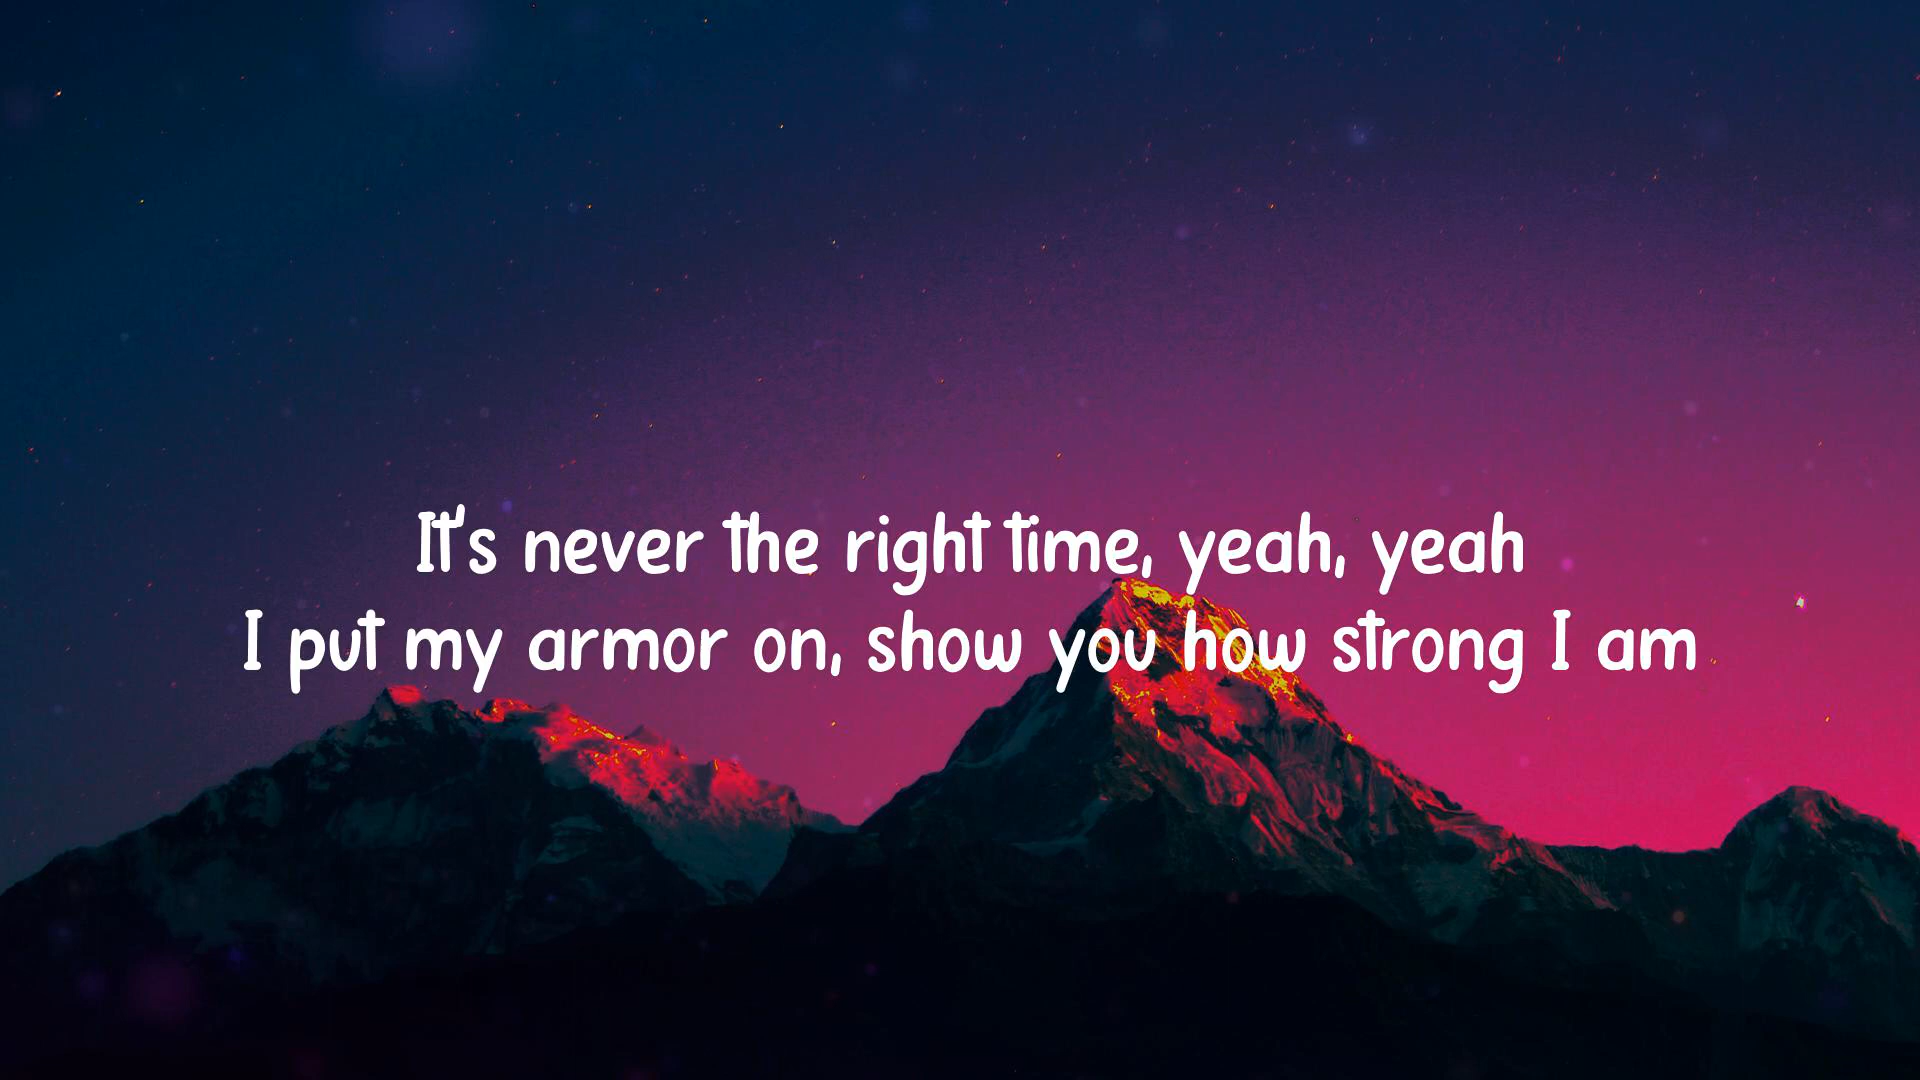 It's never the right time, yeah, yeah
I put my armor on, show you how strong I am